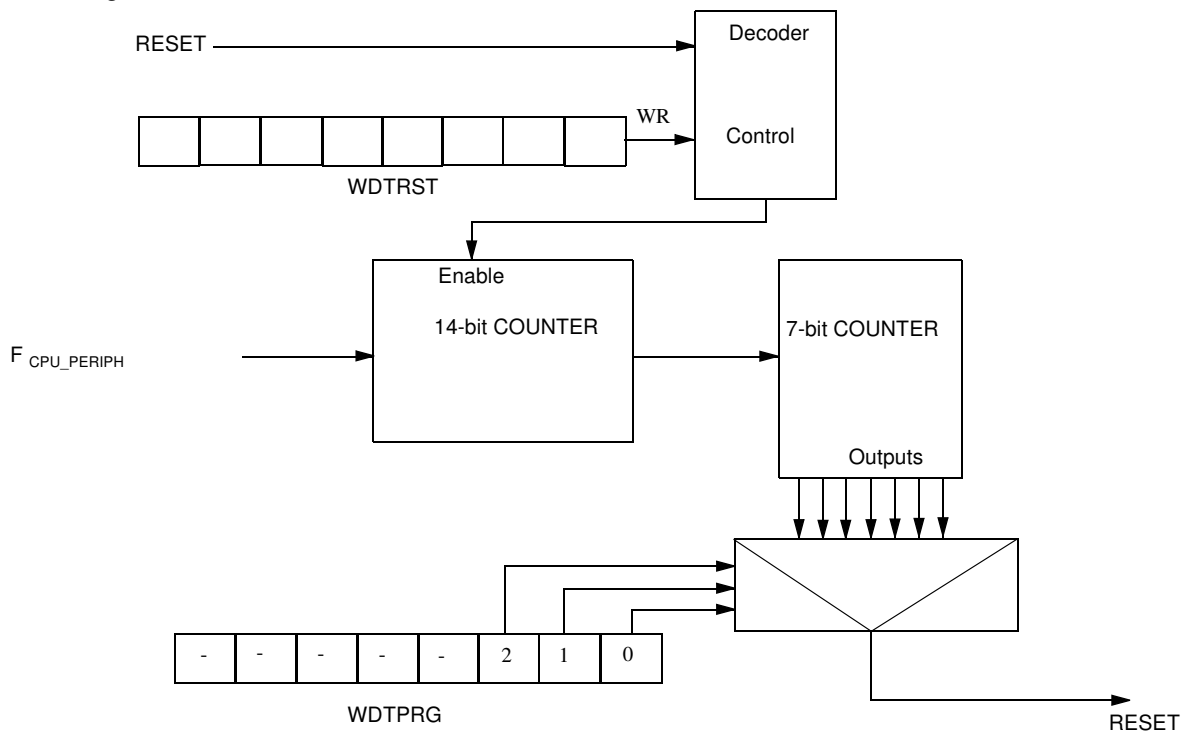 Decoder
RESET
WR
Control
WDTRST
Enable
14-bit COUNTER
7-bit COUNTER
F CPU_PERIPH
Outputs
- - - - - 2 1 0
WDTPRG
RESET